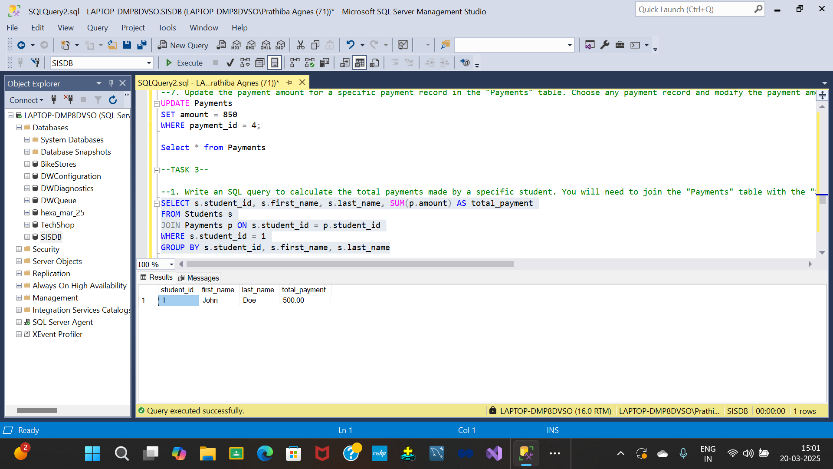 SQLQuery2.sql - LAPTOP-DMP8DVSO.SISDB (LAPTOP-DMP8DVSO\Prathiba Agnes (71))* - Microsoft SQL Server Management Studio
Quick Launch (Ctrl+Q)
File Edit View Query Project Tools Window Help
New Query
SISDB
Execute
Object Explorer
SQLQuery2.sql - LA...rathiba Agnes (71))*
Connect
LAPTOP-DMP8DVSO (SQL Serv
Databases
System Databases
Database Snapshots
BikeStores
DWConfiguration
DWDiagnostics
DWQueue
hexa_mar_25
TechShop
SISDB
Security
Server Objects
Replication
Always On High Availability
Management
Integration Services Catalogs
SQL Server Agent
XEvent Profiler
--7. Update the payment amount for a specific payment record in the "Payments" table. Choose any payment record and modify the payment am
UPDATE Payments
SET amount = 850
WHERE payment_id = 4;
Select * from Payments
--TASK 3--
--1. Write an SQL query to calculate the total payments made by a specific student. You will need to join the "Payments" table with the "
SELECT s.student_id, s.first_name, s.last_name, SUM(p.amount) AS total_payment
FROM Students s
JOIN Payments p ON s.student_id = p.student_id
WHERE s.student_id = 1
GROUP BY s.student_id, s.first_name, s.last_name
100 %
Results Messages
student_id first_name last_name total_payment
1 1 John Doe 500.00
Query executed successfully.
LAPTOP-DMP8DVSO (16.0 RTM) LAPTOP-DMP8DVSO\Prathi... SISDB 00:00:00 1 rows
Ready Ln 1 Col 1 INS
2
ENG
IN
15:01
20-03-2025